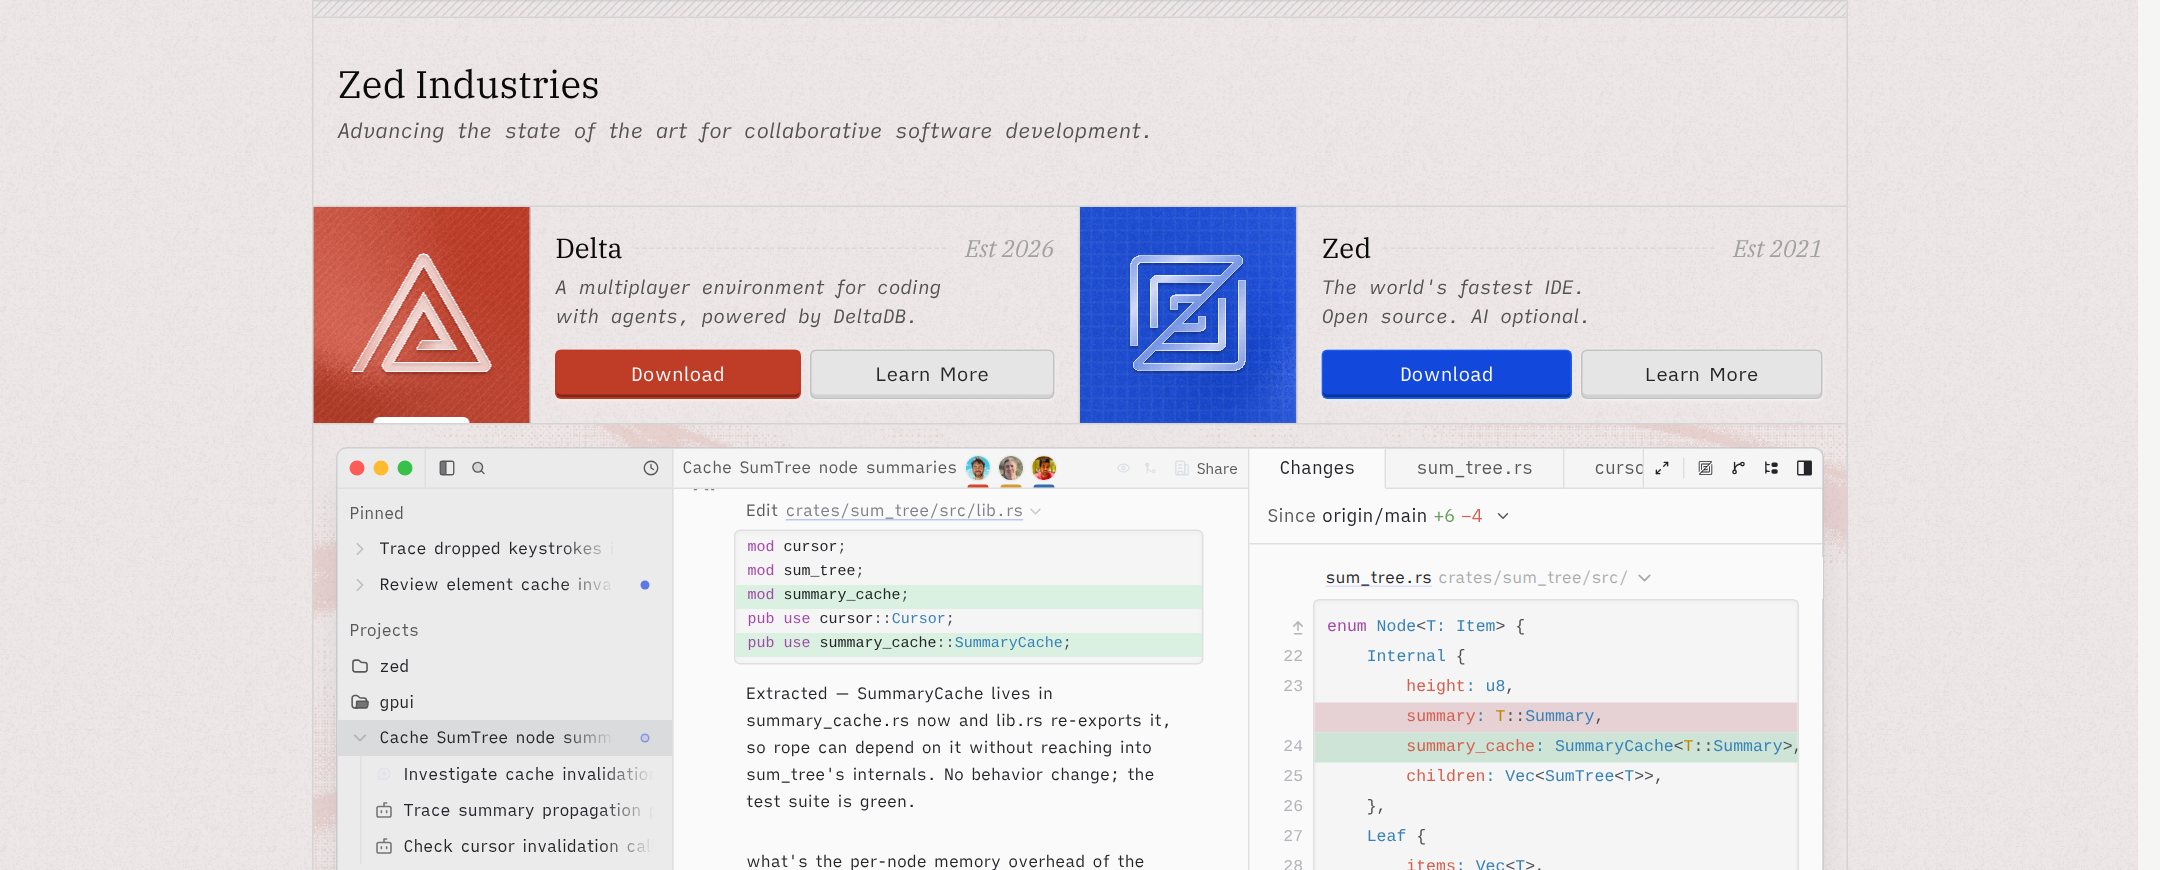 Zed Industries
Advancing the state of the art for collaborative software development.
Delta
Est 2026
A multiplayer environment for coding
with agents, powered by DeltaDB.
Download
Learn More
Zed
Est 2021
The world's fastest IDE.
Open source. AI optional.
Download
Learn More
Pinned
Trace dropped keystrokes
Review element cache inva
Projects
zed
gpui
Cache SumTree node summ
Investigate cache invalidatio
Trace summary propagation
Check cursor invalidation cal
Cache SumTree node summaries
Share
Edit crates/sum_tree/src/lib.rs
mod cursor;
mod sum_tree;
mod summary_cache;
pub use cursor::Cursor;
pub use summary_cache::SummaryCache;
Extracted — SummaryCache lives in
summary_cache.rs now and lib.rs re-exports it,
so rope can depend on it without reaching into
sum_tree's internals. No behavior change; the
test suite is green.
what's the per-node memory overhead of the
Changes
sum_tree.rs
curso
Since origin/main +6 −4
sum_tree.rs crates/sum_tree/src/
enum Node<T: Item> {
22 Internal {
23 height: u8,
summary: T::Summary,
24 summary_cache: SummaryCache<T::Summary>,
25 children: Vec<SumTree<T>>,
26 },
27 Leaf {
28 items: Vec<T>,